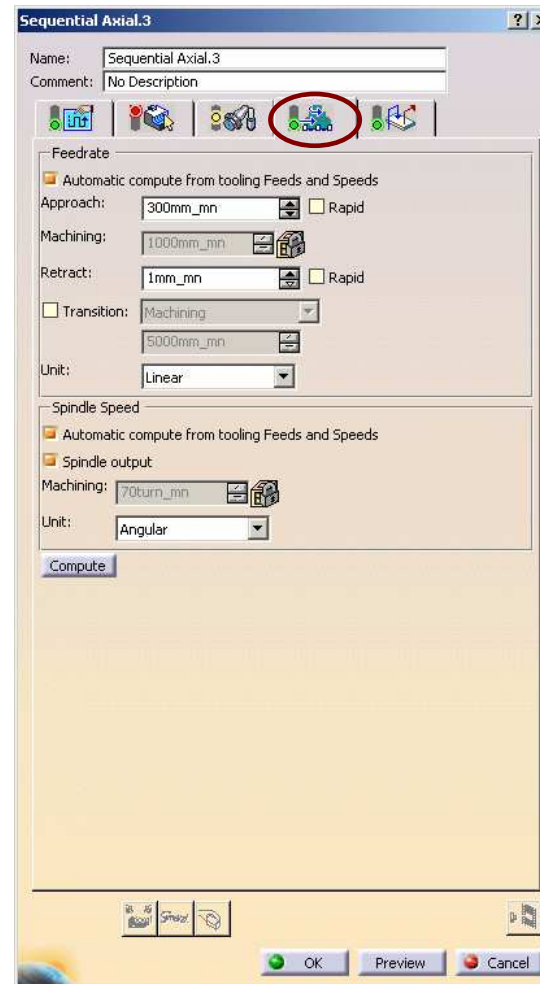 Sequential Axial.3
Name: Sequential Axial.3
Comment: No Description
Feedrate
Automatic compute from tooling Feeds and Speeds
Approach: 300mm_mn Rapid
Machining: 1000mm_mn
Retract: 1mm_mn Rapid
Transition: Machining
5000mm_mn
Unit: Linear
Spindle Speed
Automatic compute from tooling Feeds and Speeds
Spindle output
Machining: 70turn_mn
Unit: Angular
Compute
OK Preview Cancel